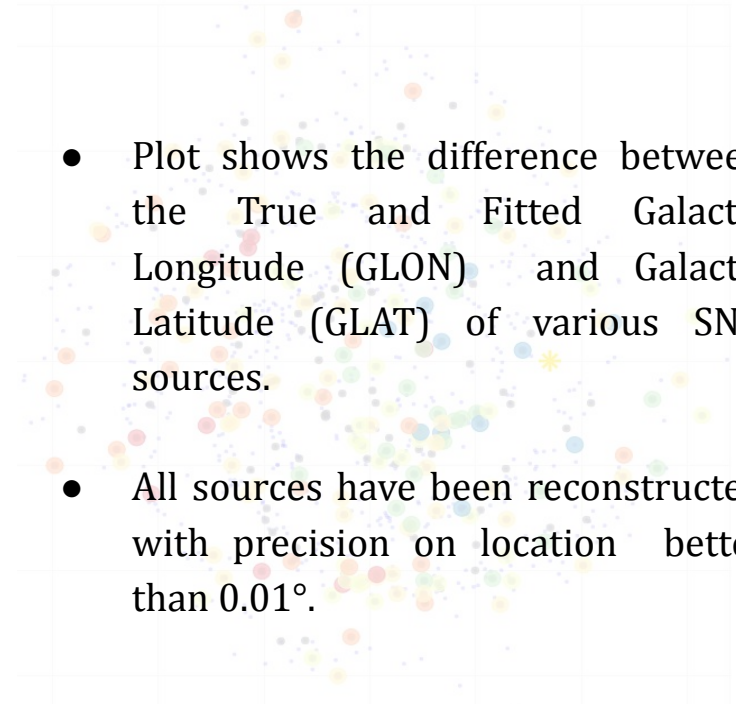 ● Plot shows the difference betwee
the True and Fitted Galact
Longitude (GLON) and Galact
Latitude (GLAT) of various SN
sources.
● All sources have been reconstructe
with precision on location bette
than 0.01°.